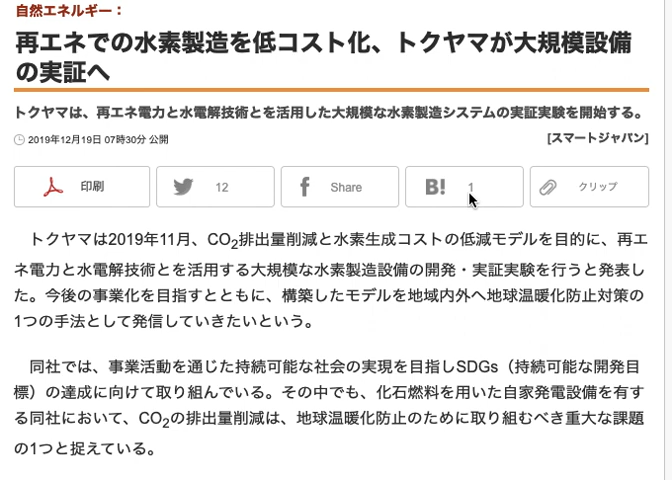 自然エネルギー：
再エネでの水素製造を低コスト化、トクヤマが大規模設備
の実証へ
トクヤマは、再エネ電力と水電解技術とを活用した大規模な水素製造システムの実証実験を開始する。
2019年12月19日 07時30分 公開
[スマートジャパン]
印刷 12 Share B! 1 クリップ
トクヤマは2019年11月、CO2排出量削減と水素生成コストの低減モデルを目的に、再エ
ネ電力と水電解技術とを活用する大規模な水素製造設備の開発・実証実験を行うと発表し
た。今後の事業化を目指すとともに、構築したモデルを地域内外へ地球温暖化防止対策の
1つの手法として発信していきたいという。
同社では、事業活動を通じた持続可能な社会の実現を目指しSDGs（持続可能な開発目
標）の達成に向けて取り組んでいる。その中でも、化石燃料を用いた自家発電設備を有す
る同社において、CO2の排出量削減は、地球温暖化防止のために取り組むべき重大な課題
の1つと捉えている。